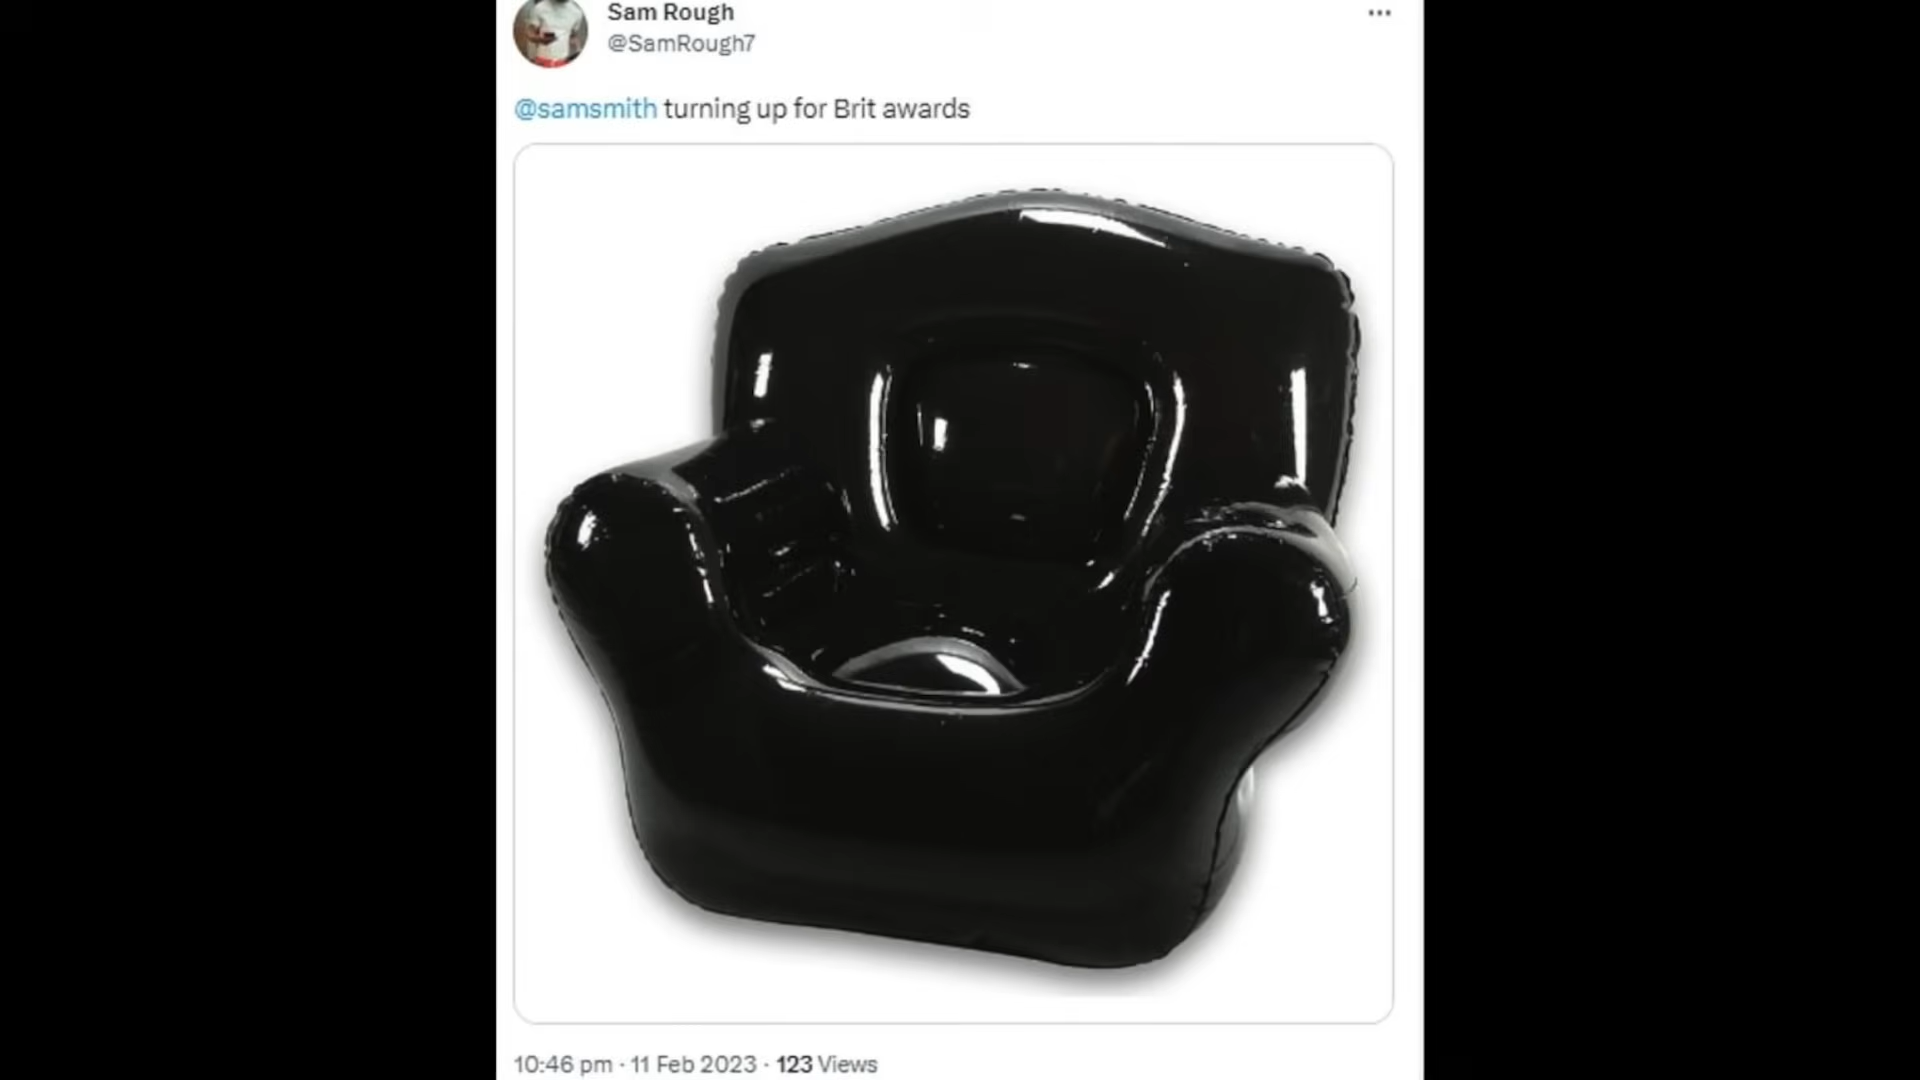 Sam Rough
@SamRough7
@samsmith turning up for Brit awards
10:46 pm · 11 Feb 2023 · 123 Views